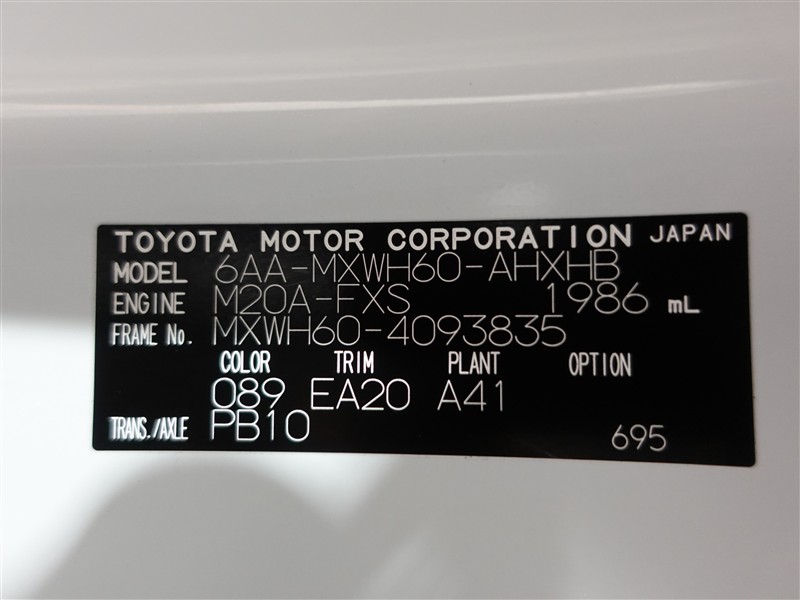 TOYOTA MOTOR CORPORATION JAPAN
MODEL 6AA-MXWH60-AHXHB
ENGINE M20A-FXS 1986 mL
FRAME No. MXWH60-4093835
COLOR TRIM PLANT OPTION
089 EA20 A41
TRANS./AXLE PB10 695